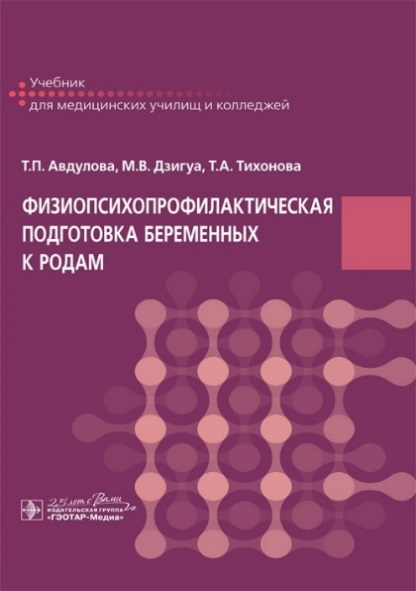 Учебник
для медицинских училищ и колледжей
Т.П. Авдулова, М.В. Дзигуа, Т.А. Тихонова
ФИЗИОПСИХОПРОФИЛАКТИЧЕСКАЯ
ПОДГОТОВКА БЕРЕМЕННЫХ
К РОДАМ
25 лет с Вами
ИЗДАТЕЛЬСКАЯ ГРУППА
«ГЭОТАР-Медиа»